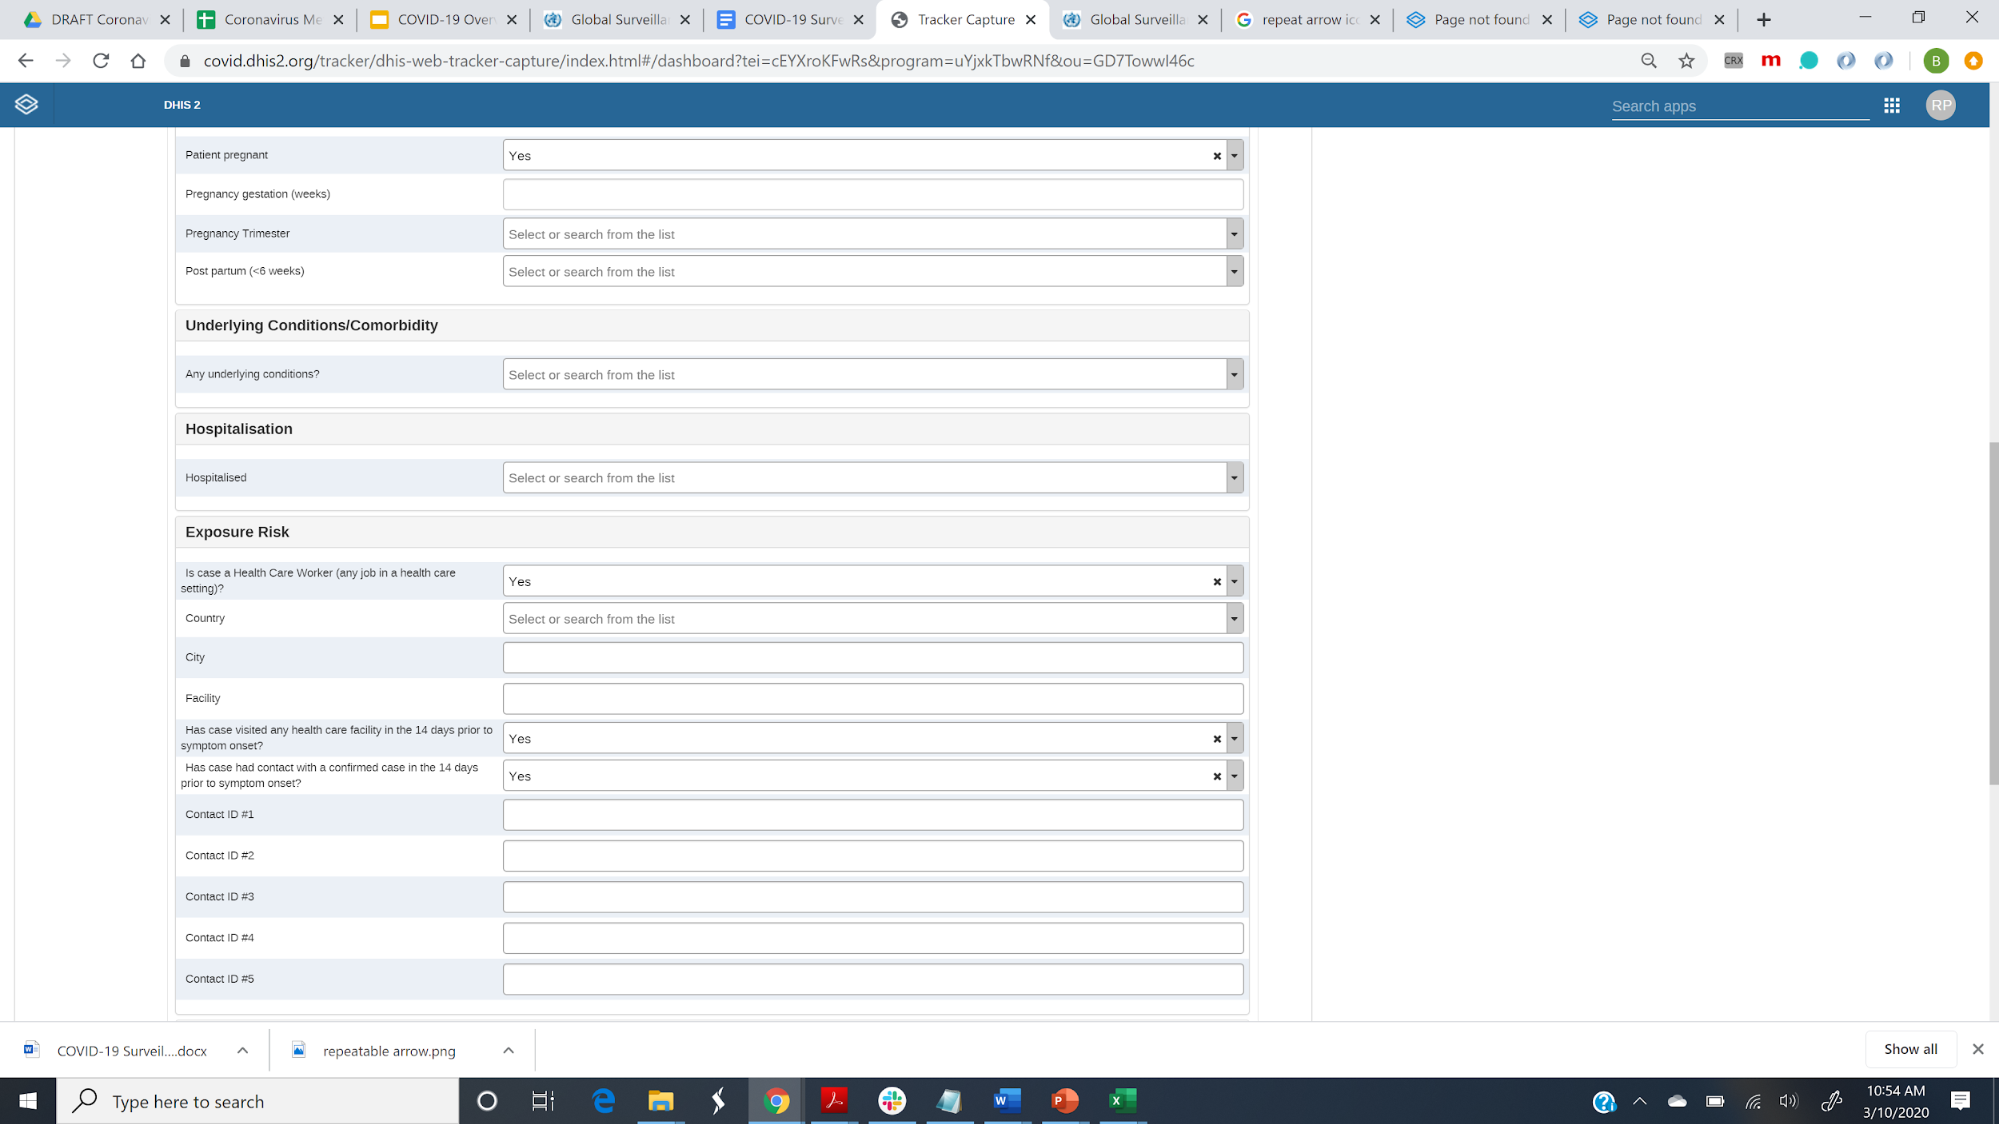 DRAFT Coronav
Coronavirus Me
COVID-19 Over
Global Surveilla
COVID-19 Surve
Tracker Capture
Global Surveilla
repeat arrow ic
Page not found
Page not found
covid.dhis2.org/tracker/dhis-web-tracker-capture/index.html#/dashboard?tei=cEYXroKFwRs&program=uYjxkTbwRNf&ou=GD7TowwI46c
CRX
m
B
DHIS 2
Search apps
RP
Patient pregnant
Yes
Pregnancy gestation (weeks)
Pregnancy Trimester
Select or search from the list
Post partum (<6 weeks)
Select or search from the list
Underlying Conditions/Comorbidity
Any underlying conditions?
Select or search from the list
Hospitalisation
Hospitalised
Select or search from the list
Exposure Risk
Is case a Health Care Worker (any job in a health care
setting)?
Yes
Country
Select or search from the list
City
Facility
Has case visited any health care facility in the 14 days prior to
symptom onset?
Yes
Has case had contact with a confirmed case in the 14 days
prior to symptom onset?
Yes
Contact ID #1
Contact ID #2
Contact ID #3
Contact ID #4
Contact ID #5
COVID-19 Surveil....docx
repeatable arrow.png
Show all
Type here to search
10:54 AM
3/10/2020